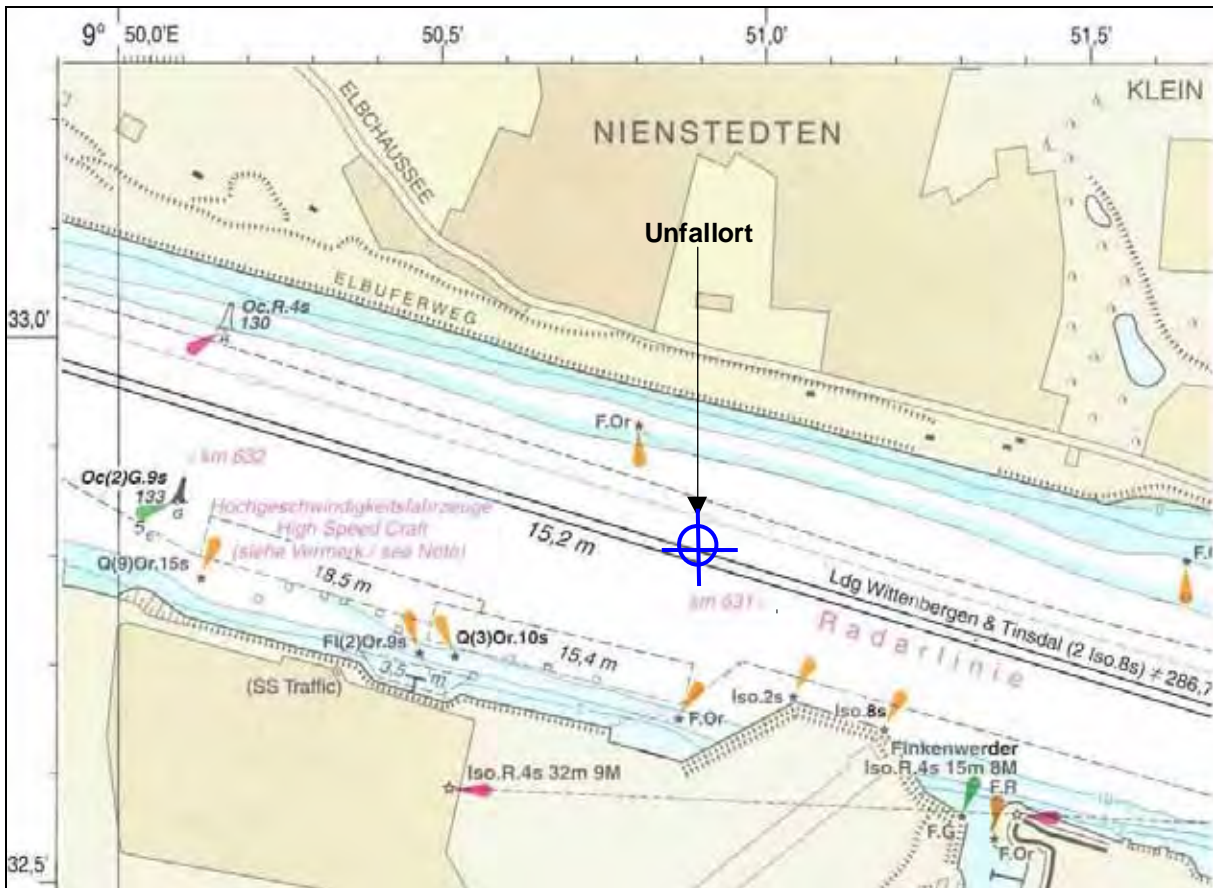 9° 50,0'E 50,5' 51,0' 51,5'
KLEIN
NIENSTEDTEN
ELBCHAUSSEE
Unfallort
ELBUFERWEG
Oc.R.4s
130
R
33,0'
F.Or
km 632
Oc(2)G.9s
133
G
Hochgeschwindigkeitsfahrzeuge
High Speed Craft
(siehe Vermerk / see Note)
15,2 m
Q(9)Or.15s
18,5 m
km 631
Ldg Wittenbergen & Tinsdal (2 Iso.8s) ≠ 286,7
Radarlinie
Fl(2)Or.9s
Q(3)Or.10s
15,4 m
3,5 m
(SS Traffic)
F.Or
Iso.2s
Iso.8s
Finkenwerder
Iso.R.4s 15m 8M
F.R
Iso.R.4s 32m 9M
F.G
F.Or
32,5'